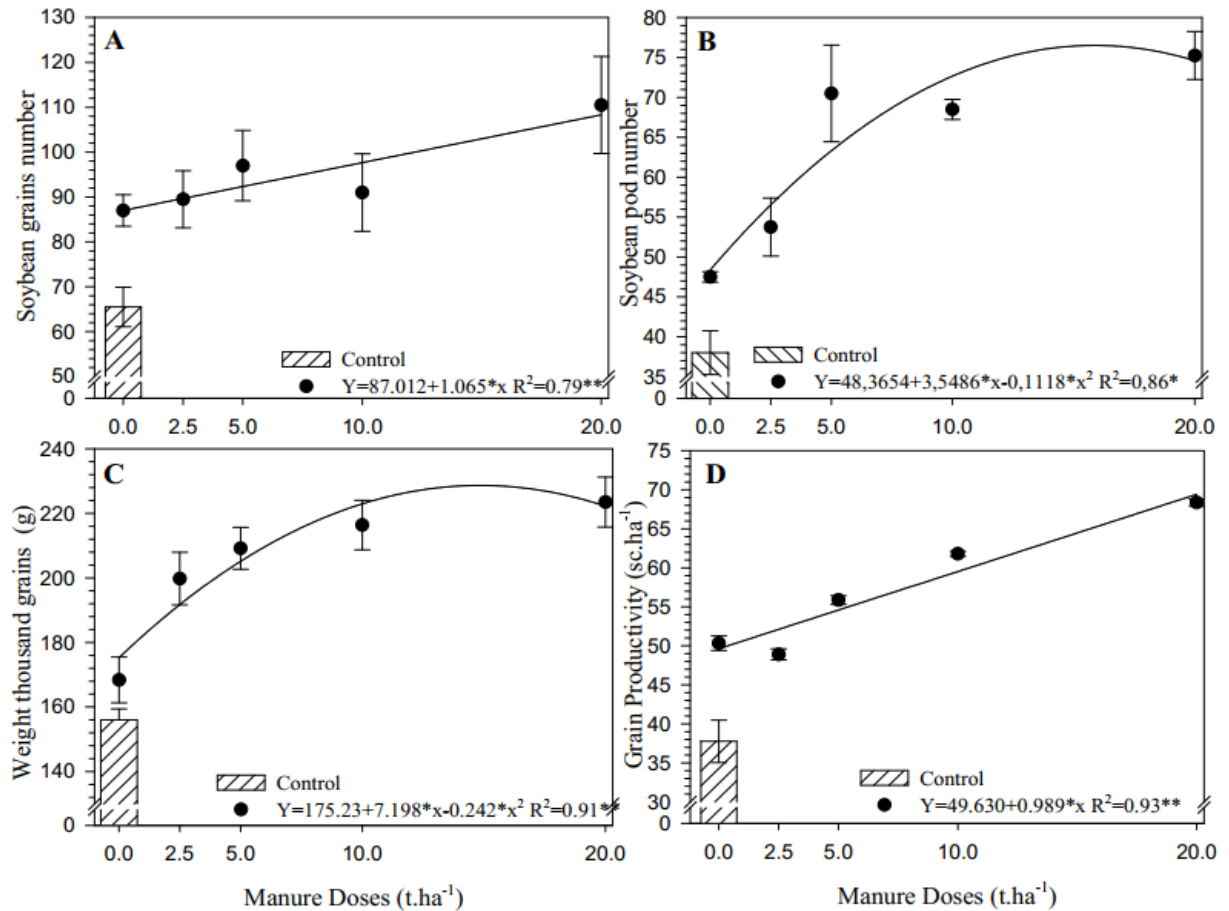 A
Soybean grains number
130
120
110
100
90
80
70
60
50
0
Control
Y=87.012+1.065*x R²=0.79**
0.0 2.5 5.0 10.0 20.0
B
Soybean pod number
80
75
70
65
60
55
50
45
40
35
0
Control
Y=48,3654+3,5486*x-0,1118*x² R²=0,86*
0.0 2.5 5.0 10.0 20.0
C
Weight thousand grains (g)
240
220
200
180
160
140
0
Control
Y=175.23+7.198*x-0.242*x² R²=0.91**
0.0 2.5 5.0 10.0 20.0
Manure Doses (t.ha⁻¹)
D
Grain Productivity (sc.ha⁻¹)
75
70
65
60
55
50
45
40
35
30
0
Control
Y=49.630+0.989*x R²=0.93**
0.0 2.5 5.0 10.0 20.0
Manure Doses (t.ha⁻¹)